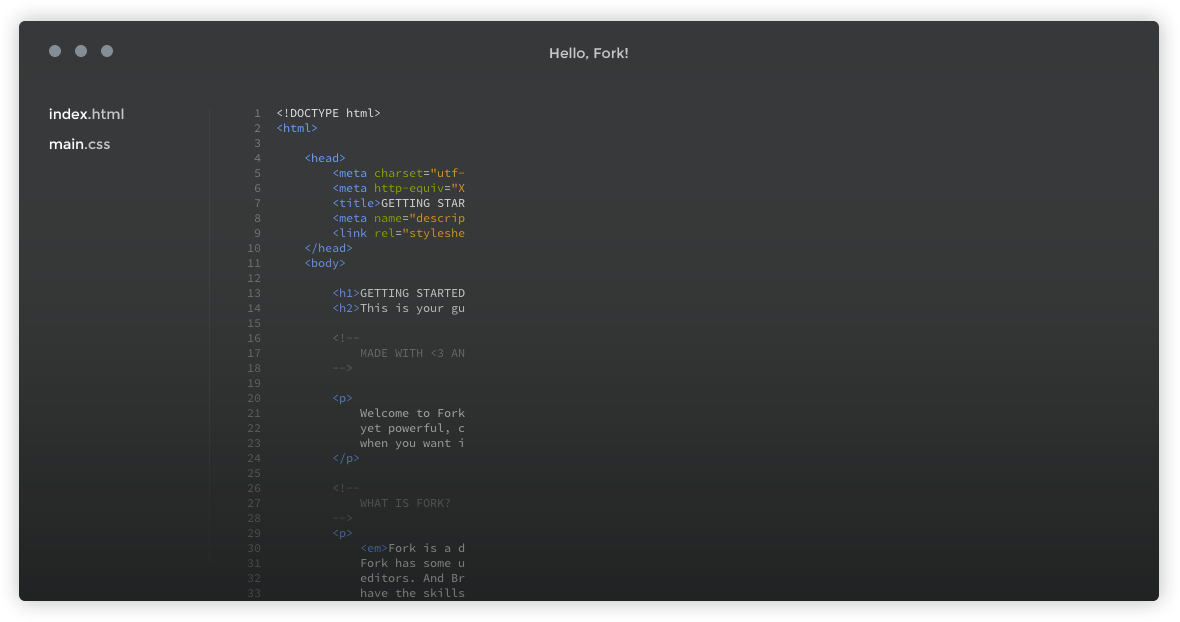 Hello, Fork!
index.html
main.css
1 <!DOCTYPE html>
2 <html>
3
4 <head>
5 <meta charset="utf-
6 <meta http-equiv="X
7 <title>GETTING STAR
8 <meta name="descrip
9 <link rel="styleshe
10 </head>
11 <body>
12
13 <h1>GETTING STARTED
14 <h2>This is your gu
15
16 <!--
17 MADE WITH <3 AN
18 -->
19
20 <p>
21 Welcome to Fork
22 yet powerful, c
23 when you want i
24 </p>
25
26 <!--
27 WHAT IS FORK?
28 -->
29 <p>
30 <em>Fork is a d
31 Fork has some u
32 editors. And Br
33 have the skills